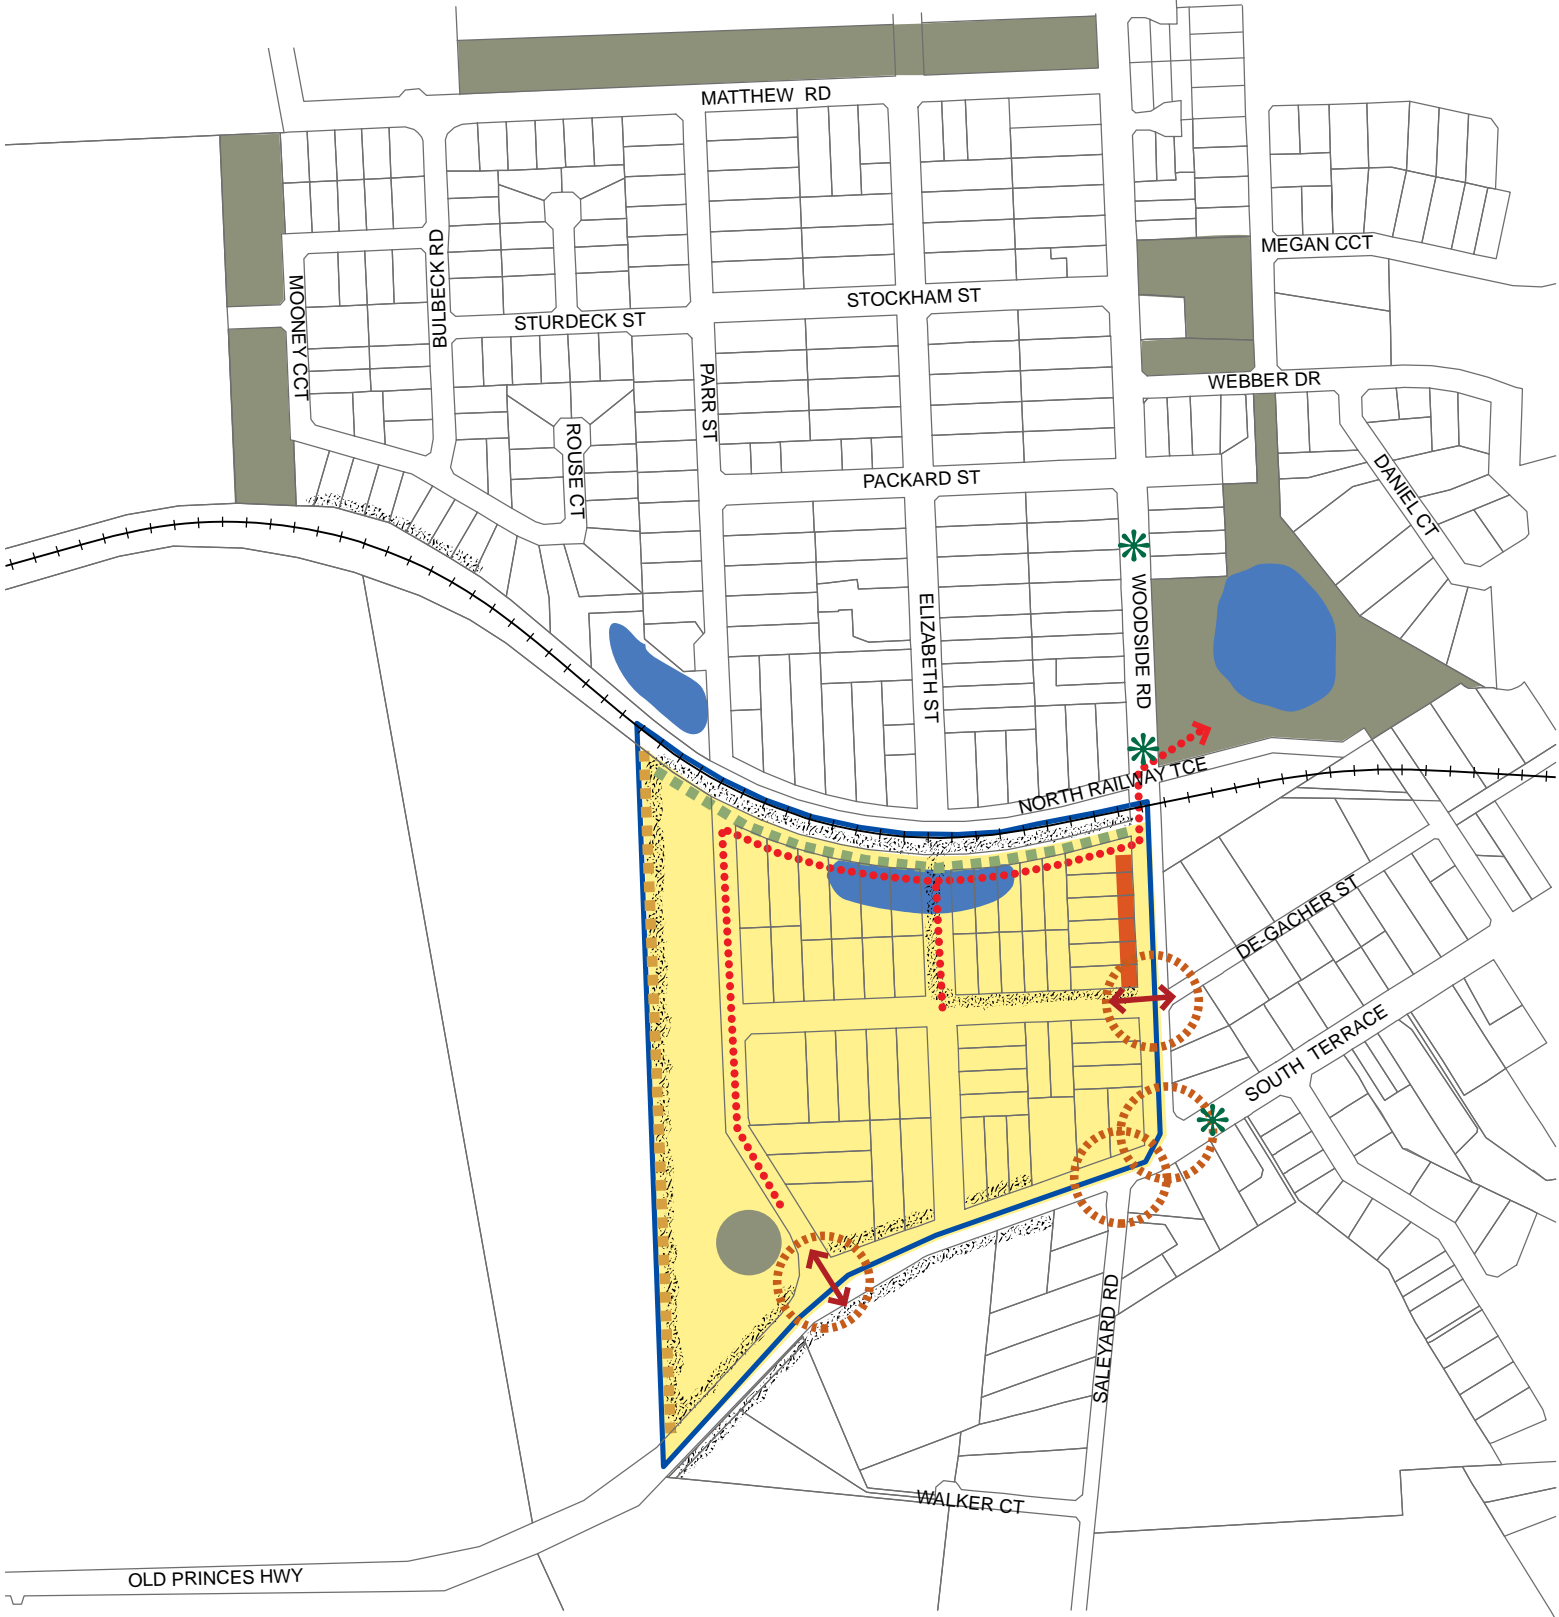 MATTHEW RD
MEGAN CCT
BULBECK RD
MOONEY CCT
STOCKHAM ST
STURDECK ST
PARR ST
WEBBER DR
ROUSE CT
PACKARD ST
DANIEL CT
ELIZABETH ST
WOODSIDE RD
NORTH RAILWAY TCE
DE-GACHER ST
SOUTH TERRACE
SALEYARD RD
WALKER CT
OLD PRINCES HWY